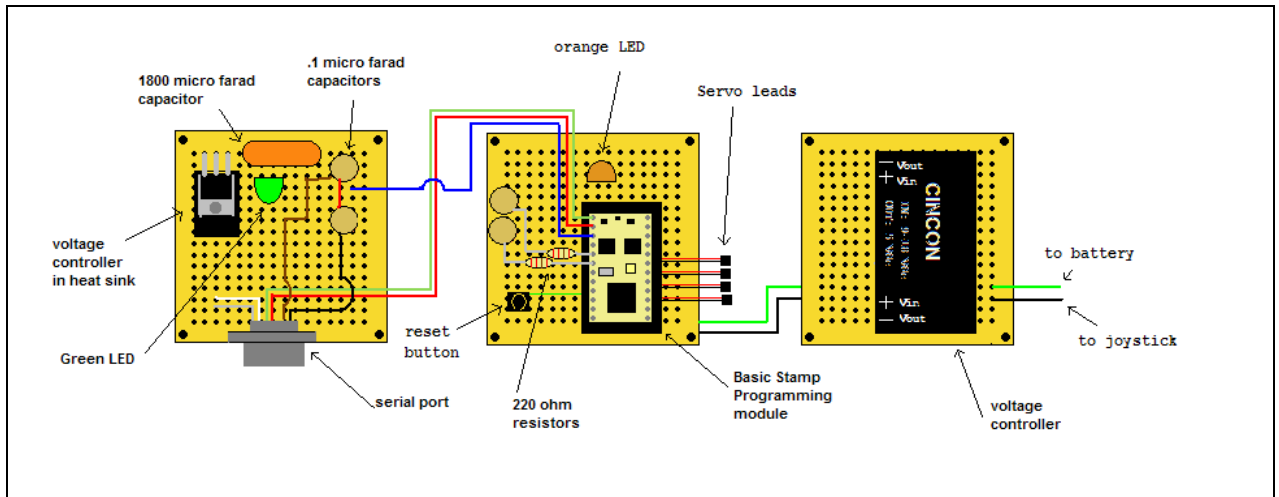 orange LED
.1 micro farad
capacitors
1800 micro farad
capacitor
Servo leads
Vout
Vin
CINCON
Vin
Vout
voltage
controller
in heat sink
to battery
to joystick
reset
button
Green LED
serial port
220 ohm
resistors
Basic Stamp
Programming
module
voltage
controller